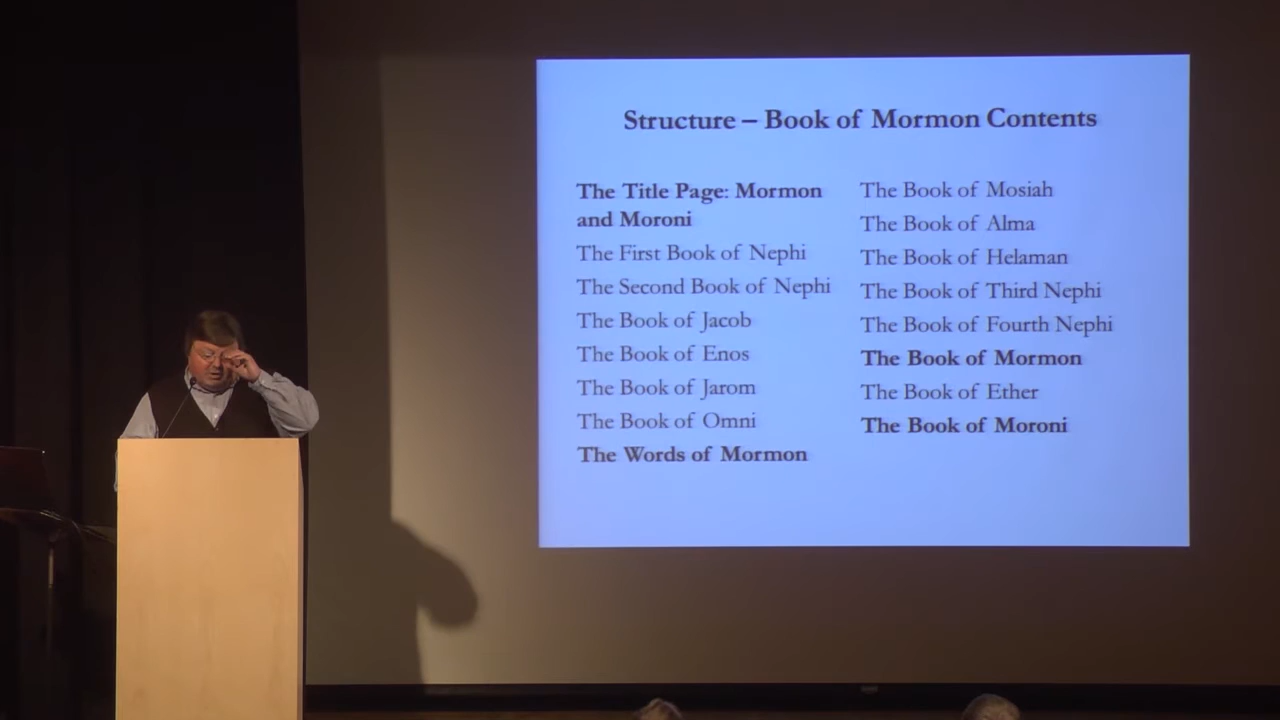 Structure – Book of Mormon Contents
The Title Page: Mormon
and Moroni
The First Book of Nephi
The Second Book of Nephi
The Book of Jacob
The Book of Enos
The Book of Jarom
The Book of Omni
The Words of Mormon
The Book of Mosiah
The Book of Alma
The Book of Helaman
The Book of Third Nephi
The Book of Fourth Nephi
The Book of Mormon
The Book of Ether
The Book of Moroni